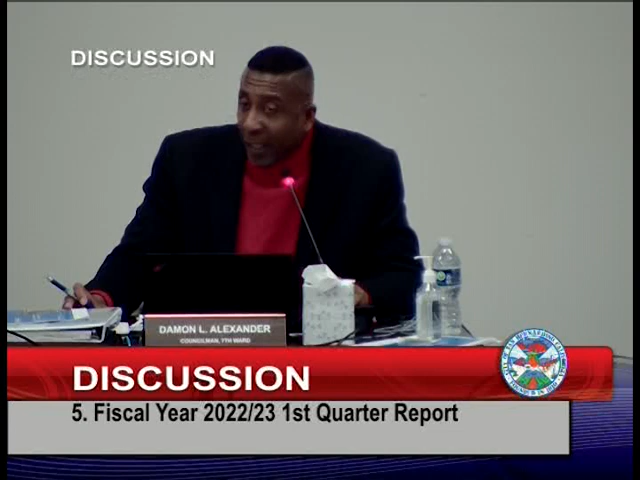 DISCUSSION
DAMON L. ALEXANDER
COUNCILMAN, 7TH WARD
DISCUSSION
5. Fiscal Year 2022/23 1st Quarter Report